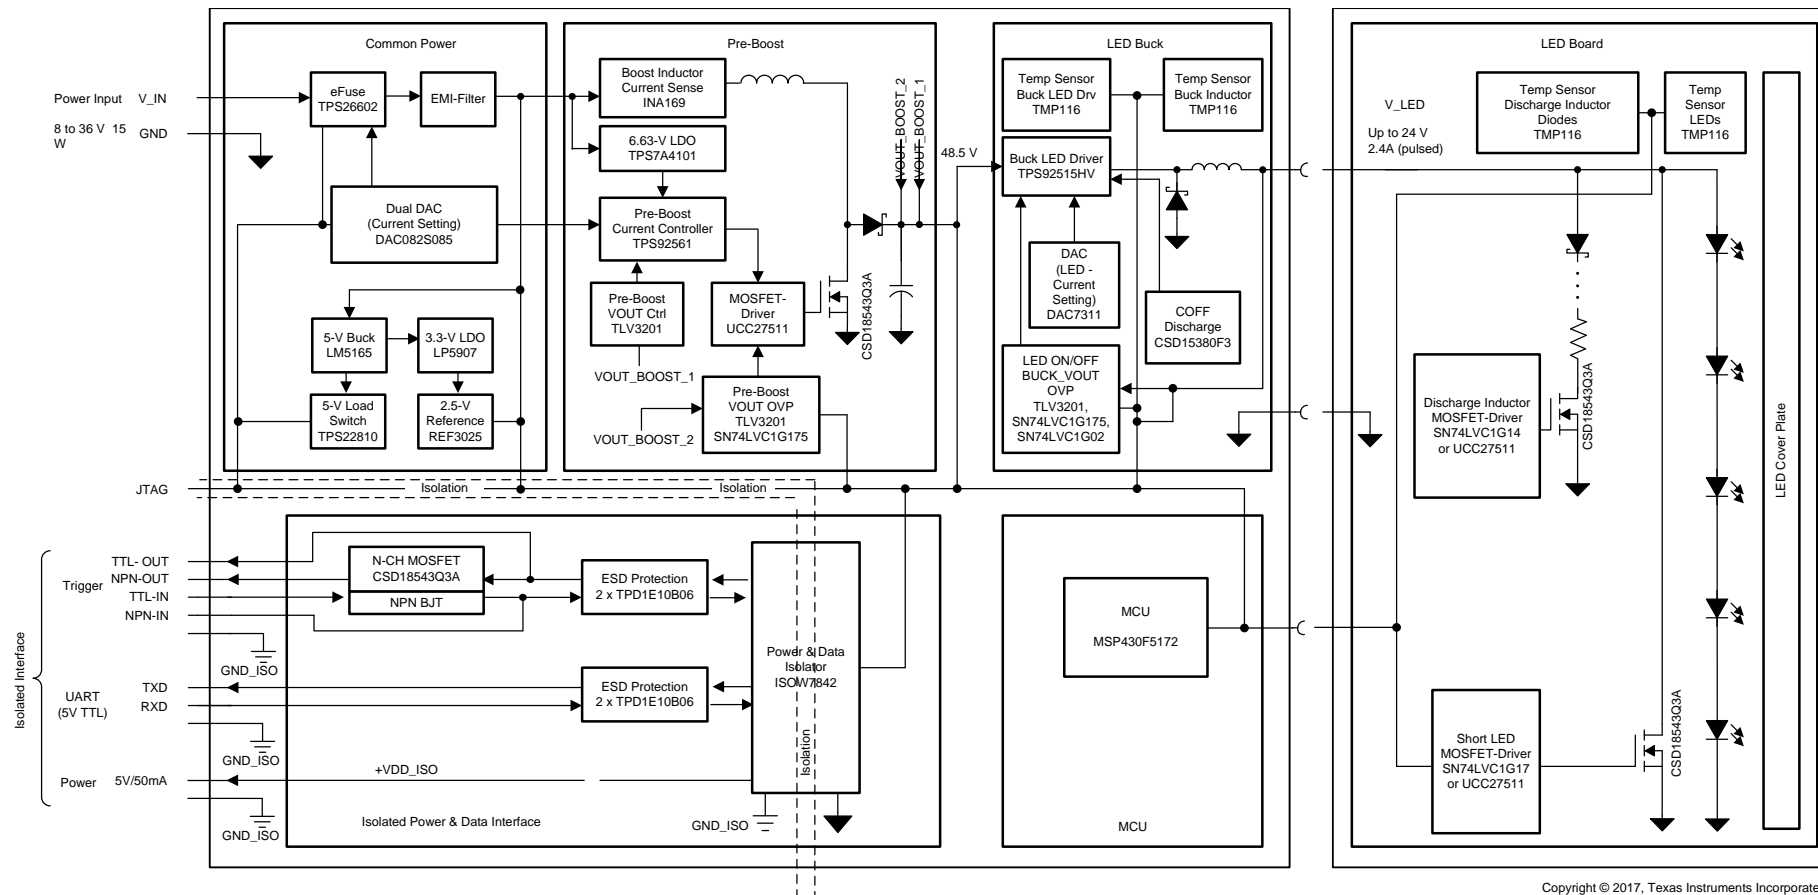 Common Power
Pre-Boost
LED Buck
LED Board
Power Input V_IN
8 to 36 V 15
W
GND
eFuse
TPS26602
EMI-Filter
Dual DAC
(Current Setting)
DAC082S085
5-V Buck
LM5165
3.3-V LDO
LP5907
5-V Load
Switch
TPS22810
2.5-V
Reference
REF3025
Boost Inductor
Current Sense
INA169
6.63-V LDO
TPS7A4101
Pre-Boost
Current Controller
TPS92561
Pre-Boost
VOUT Ctrl
TLV3201
MOSFET-
Driver
UCC27511
CSD18543Q3A
VOUT_BOOST_1
Pre-Boost
VOUT OVP
TLV3201
SN74LVC1G175
VOUT_BOOST_2
VOUT_BOOST_2
VOUT_BOOST_1
48.5 V
Temp Sensor
Buck LED Drv
TMP116
Temp Sensor
Buck Inductor
TMP116
Buck LED Driver
TPS92515HV
DAC
(LED -
Current
Setting)
DAC7311
COFF
Discharge
CSD15380F3
LED ON/OFF
BUCK_VOUT
OVP
TLV3201,
SN74LVC1G175,
SN74LVC1G02
V_LED
Up to 24 V
2.4A (pulsed)
Temp Sensor
Discharge Inductor
Diodes
TMP116
Temp
Sensor
LEDs
TMP116
Discharge Inductor
MOSFET-Driver
SN74LVC1G14
or UCC27511
CSD18543Q3A
LED Cover Plate
Short LED
MOSFET-Driver
SN74LVC1G17
or UCC27511
CSD18543Q3A
JTAG
Isolation
Isolation
Isolated Interface
Trigger
TTL- OUT
NPN-OUT
TTL-IN
NPN-IN
GND_ISO
UART
(5V TTL)
TXD
RXD
GND_ISO
Power
5V/50mA
GND_ISO
N-CH MOSFET
CSD18543Q3A
NPN BJT
ESD Protection
2 x TPD1E10B06
ESD Protection
2 x TPD1E10B06
Power & Data
Isolator
ISOW7842
Isolation
+VDD_ISO
GND_ISO
Isolated Power & Data Interface
MCU
MSP430F5172
MCU
Copyright © 2017, Texas Instruments Incorporate